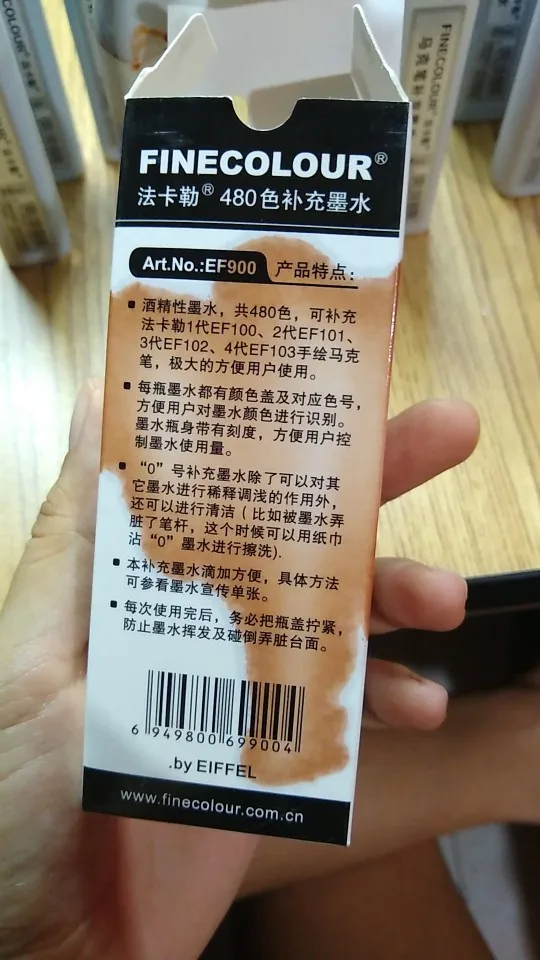 FINECOLOUR®
法卡勒® 480色补充墨水
Art.No.:EF900 产品特点：
■ 酒精性墨水，共480色，可补充
法卡勒1代EF100、2代EF101、
3代EF102、4代EF103手绘马克
笔，极大的方便用户使用。
■ 每瓶墨水都有颜色盖及对应色号，
方便用户对墨水颜色进行识别。
墨水瓶身带有刻度，方便用户控
制墨水使用量。
■ “0”号补充墨水除了可以对其
它墨水进行稀释调浅的作用外，
还可以进行清洁（比如被墨水弄
脏了笔杆，这个时候可以用纸巾
沾“0”墨水进行擦洗).
■ 本补充墨水滴加方便，具体方法
可参看墨水宣传单张。
■ 每次使用完后，务必把瓶盖拧紧，
防止墨水挥发及碰倒弄脏台面。
6 949800 699004
.by EIFFEL
www.finecolour.com.cn
FINECOLOUR®